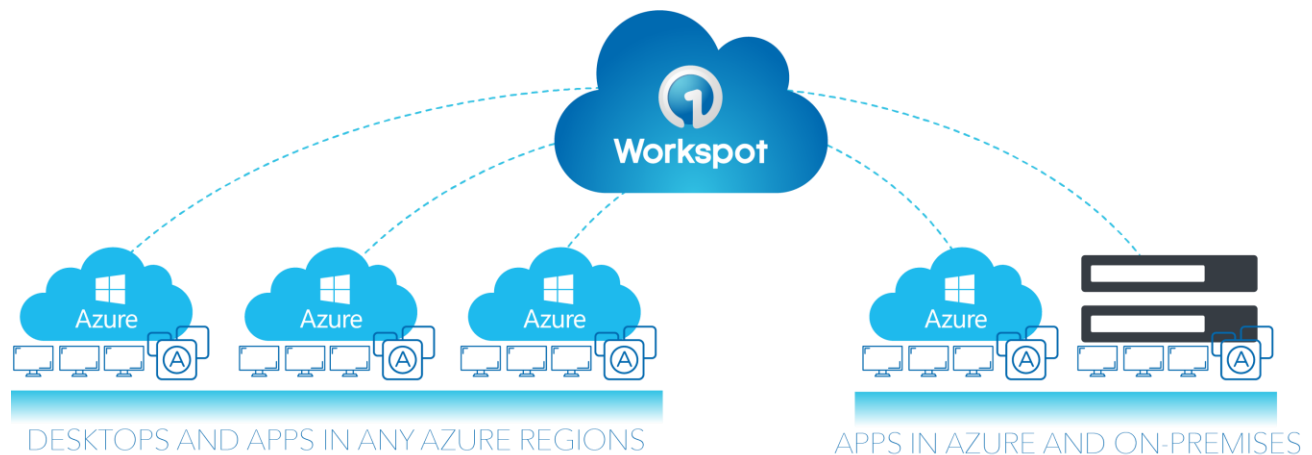 Workspot
Azure
Azure
Azure
Azure
A
A
A
A
A
DESKTOPS AND APPS IN ANY AZURE REGIONS
APPS IN AZURE AND ON-PREMISES